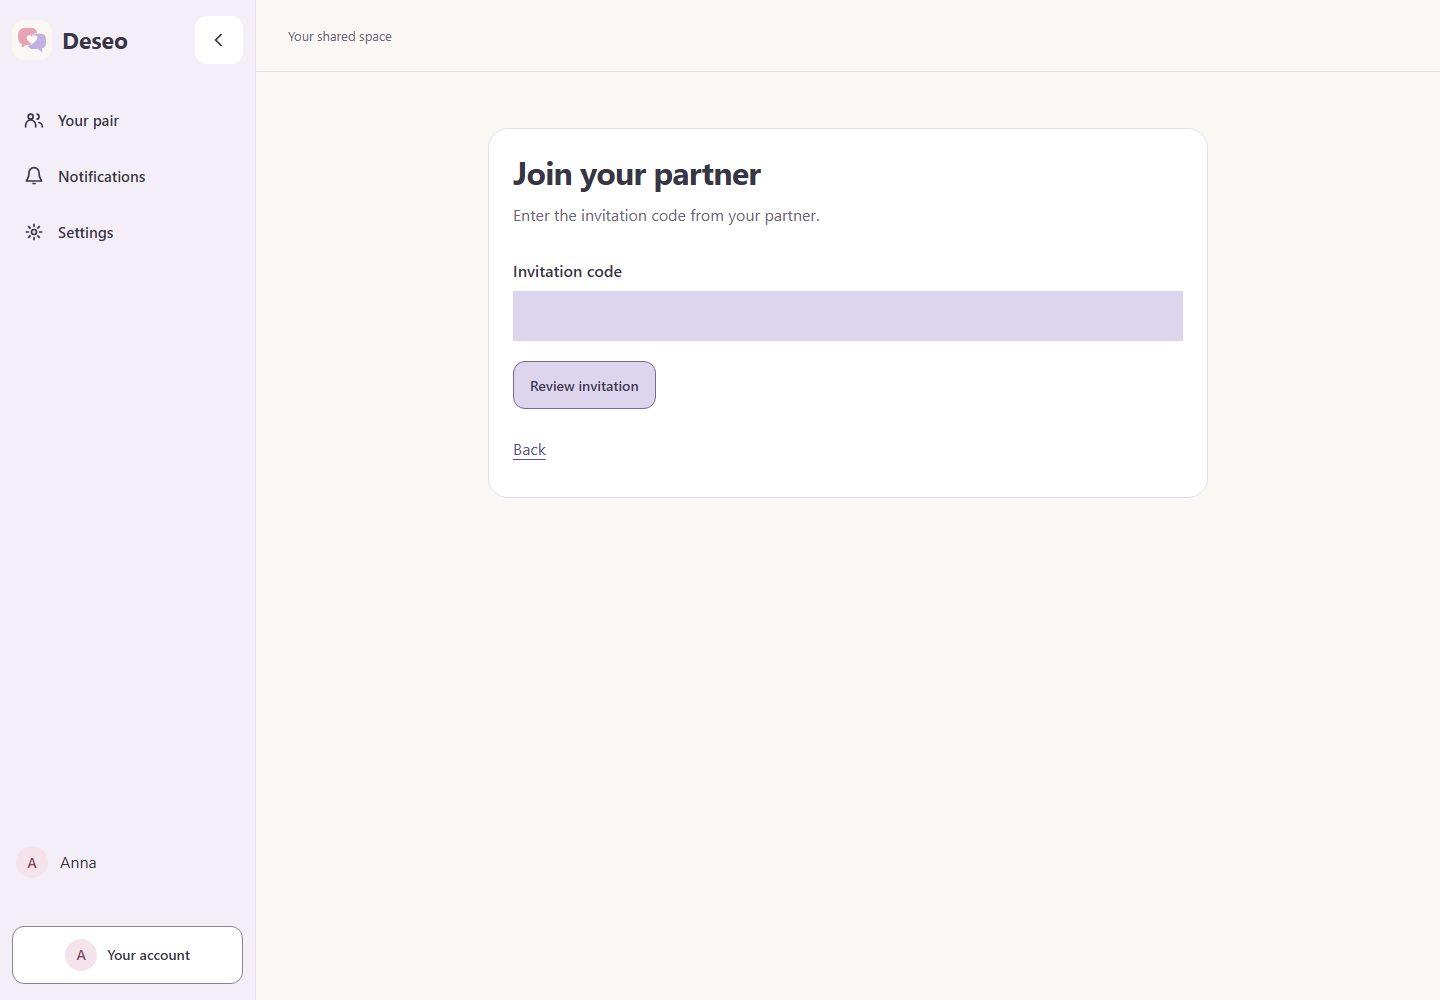 Deseo
Your shared space
Your pair
Notifications
Settings
Join your partner
Enter the invitation code from your partner.
Invitation code
Review invitation
Back
A Anna
A Your account